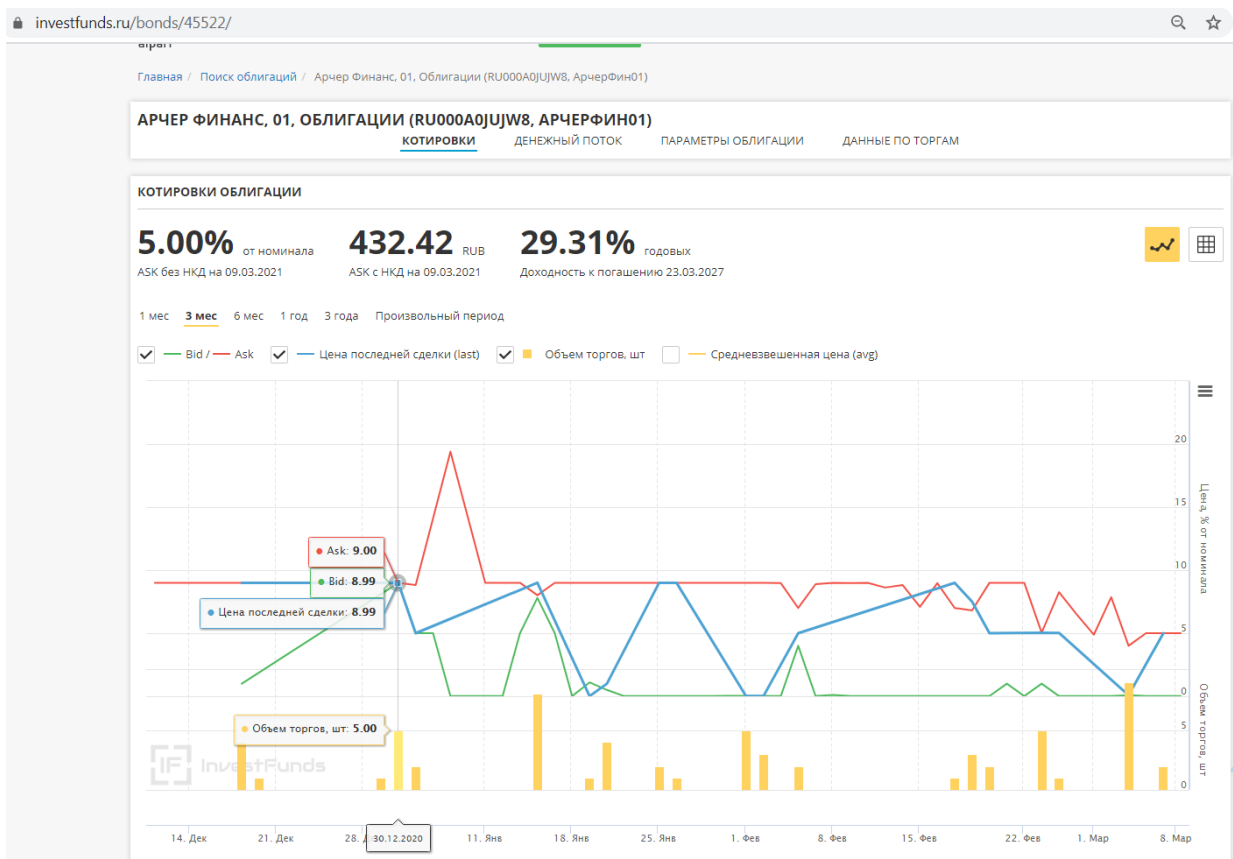 investfunds.ru/bonds/45522/
alpari
Главная / Поиск облигаций / Арчер Финанс, 01, Облигации (RU000A0JUJW8, АрчерФин01)
АРЧЕР ФИНАНС, 01, ОБЛИГАЦИИ (RU000A0JUJW8, АРЧЕРФИН01)
КОТИРОВКИ ДЕНЕЖНЫЙ ПОТОК ПАРАМЕТРЫ ОБЛИГАЦИИ ДАННЫЕ ПО ТОРГАМ
КОТИРОВКИ ОБЛИГАЦИИ
5.00% от номинала 432.42 RUB 29.31% годовых
ASK без НКД на 09.03.2021 ASK с НКД на 09.03.2021 Доходность к погашению 23.03.2027
1 мес 3 мес 6 мес 1 год 3 года Произвольный период
Bid / Ask Цена последней сделки (last) Объем торгов, шт Средневзвешенная цена (avg)
20
15
10
5
0
Цена, % от номинала
Ask: 9.00
Bid: 8.99
Цена последней сделки: 8.99
Объем торгов, шт: 5.00
5
0
Объем торгов, шт
IF InvestFunds
14. Дек 21. Дек 28. 30.12.2020 11. Янв 18. Янв 25. Янв 1. Фев 8. Фев 15. Фев 22. Фев 1. Мар 8. Мар